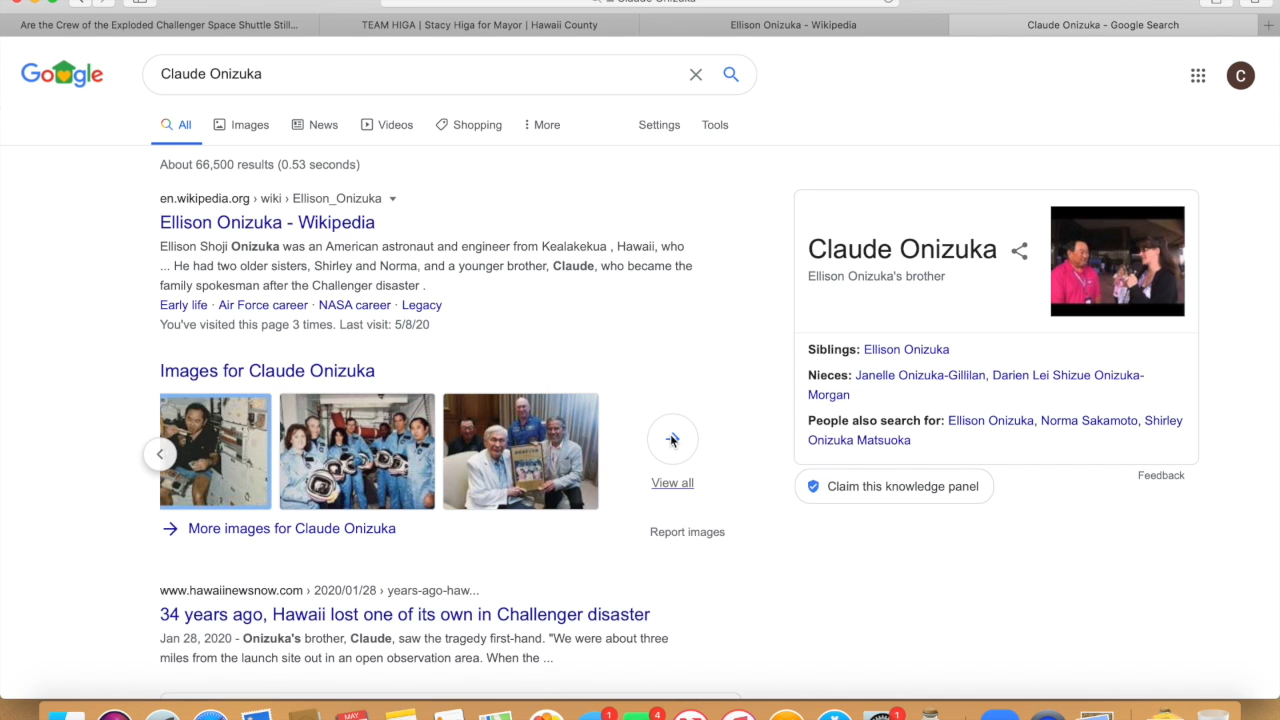 Claude Onizuka
Are the Crew of the Exploded Challenger Space Shuttle Still...
TEAM HIGA | Stacy Higa for Mayor | Hawaii County
Ellison Onizuka - Wikipedia
Claude Onizuka - Google Search
Google
Claude Onizuka
C
All
Images
News
Videos
Shopping
More
Settings
Tools
About 66,500 results (0.53 seconds)
en.wikipedia.org › wiki › Ellison_Onizuka
Ellison Onizuka - Wikipedia
Ellison Shoji Onizuka was an American astronaut and engineer from Kealakekua , Hawaii, who
... He had two older sisters, Shirley and Norma, and a younger brother, Claude, who became the
family spokesman after the Challenger disaster .
Early life · Air Force career · NASA career · Legacy
You've visited this page 3 times. Last visit: 5/8/20
Images for Claude Onizuka
View all
More images for Claude Onizuka
Report images
www.hawaiinewsnow.com › 2020/01/28 › years-ago-haw...
34 years ago, Hawaii lost one of its own in Challenger disaster
Jan 28, 2020 - Onizuka's brother, Claude, saw the tragedy first-hand. "We were about three
miles from the launch site out in an open observation area. When the ...
Claude Onizuka
Ellison Onizuka's brother
Siblings: Ellison Onizuka
Nieces: Janelle Onizuka-Gillilan, Darien Lei Shizue Onizuka-
Morgan
People also search for: Ellison Onizuka, Norma Sakamoto, Shirley
Onizuka Matsuoka
Feedback
Claim this knowledge panel
MAY
1
4
1